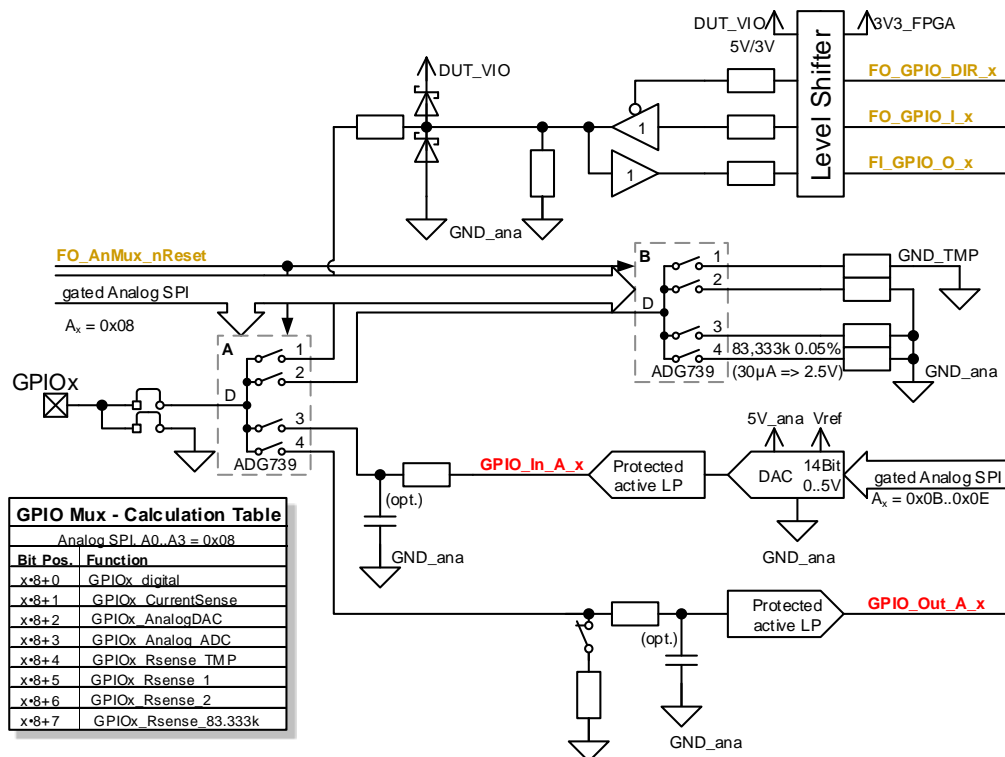 DUT_VIO
5V/3V
3V3_FPGA
DUT_VIO
Level Shifter
FO_GPIO_DIR_x
1
FO_GPIO_I_x
1
FI_GPIO_O_x
GND_ana
FO_AnMux_nReset
gated Analog SPI
Ax = 0x08
B
D
1
2
3
4
ADG739
GND_TMP
83,333k 0.05%
(30µA => 2.5V)
GND_ana
A
D
1
2
3
4
ADG739
GPIOx
5V_ana
Vref
GPIO_In_A_x
Protected
active LP
DAC
14Bit
0..5V
gated Analog SPI
Ax = 0x0B..0x0E
(opt.)
GND_ana
GND_ana
GPIO Mux - Calculation Table
Analog SPI, A0..A3 = 0x08
Bit Pos. Function
x•8+0 GPIOx_digital
x•8+1 GPIOx_CurrentSense
x•8+2 GPIOx_AnalogDAC
x•8+3 GPIOx_Analog_ADC
x•8+4 GPIOx_Rsense_TMP
x•8+5 GPIOx_Rsense_1
x•8+6 GPIOx_Rsense_2
x•8+7 GPIOx_Rsense_83.333k
(opt.)
Protected
active LP
GPIO_Out_A_x
GND_ana